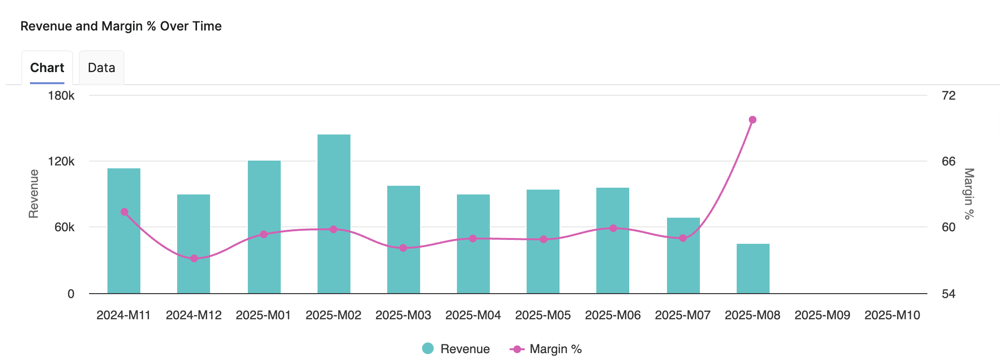 Revenue and Margin % Over Time
Chart Data
180k 72
120k 66
60k 60
0 54
Revenue
Margin %
2024-M11 2024-M12 2025-M01 2025-M02 2025-M03 2025-M04 2025-M05 2025-M06 2025-M07 2025-M08 2025-M09 2025-M10
Revenue Margin %